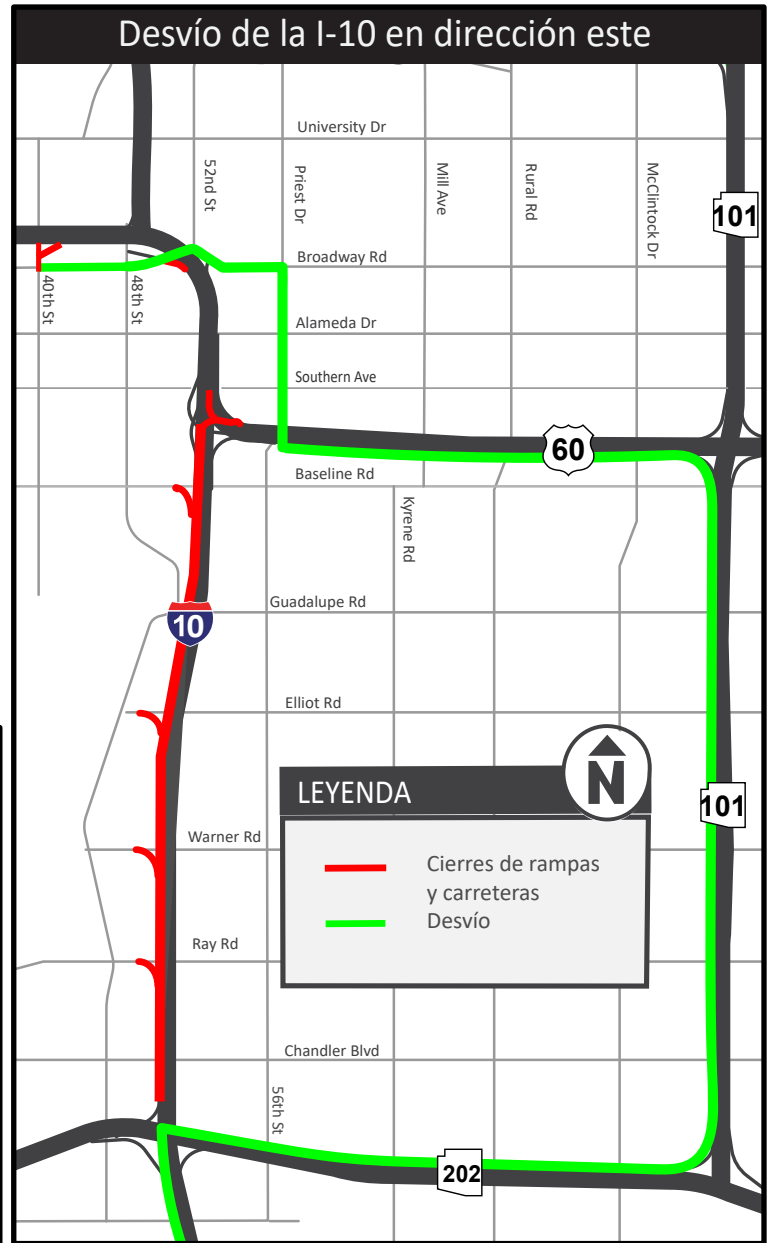 Desvío de la I-10 en dirección este
University Dr
52nd St
Priest Dr
Mill Ave
Rural Rd
McClintock Dr
101
Broadway Rd
40th St
48th St
Alameda Dr
Southern Ave
60
Baseline Rd
Kyrene Rd
10
Guadalupe Rd
Elliot Rd
LEYENDA
N
101
Warner Rd
Cierres de rampas
y carreteras
Desvío
Ray Rd
Chandler Blvd
56th St
202